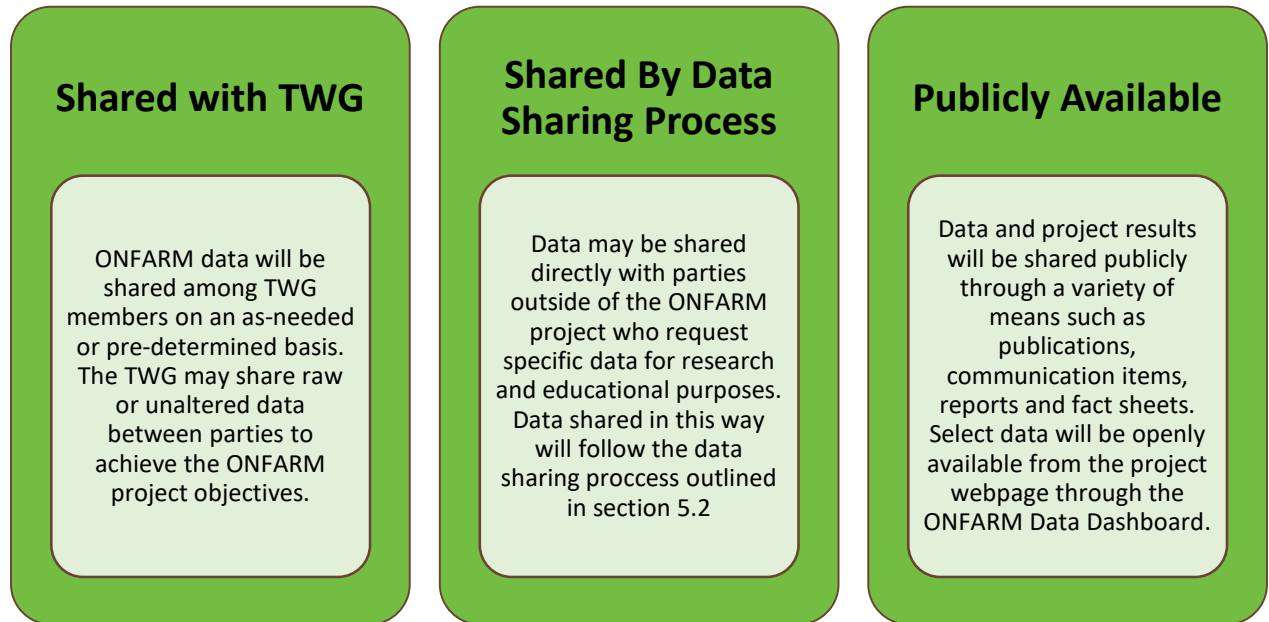 Shared with TWG
ONFARM data will be
shared among TWG
members on an as-needed
or pre-determined basis.
The TWG may share raw
or unaltered data
between parties to
achieve the ONFARM
project objectives.
Shared By Data
Sharing Process
Data may be shared
directly with parties
outside of the ONFARM
project who request
specific data for research
and educational purposes.
Data shared in this way
will follow the data
sharing proccess outlined
in section 5.2
Publicly Available
Data and project results
will be shared publicly
through a variety of
means such as
publications,
communication items,
reports and fact sheets.
Select data will be openly
available from the project
webpage through the
ONFARM Data Dashboard.